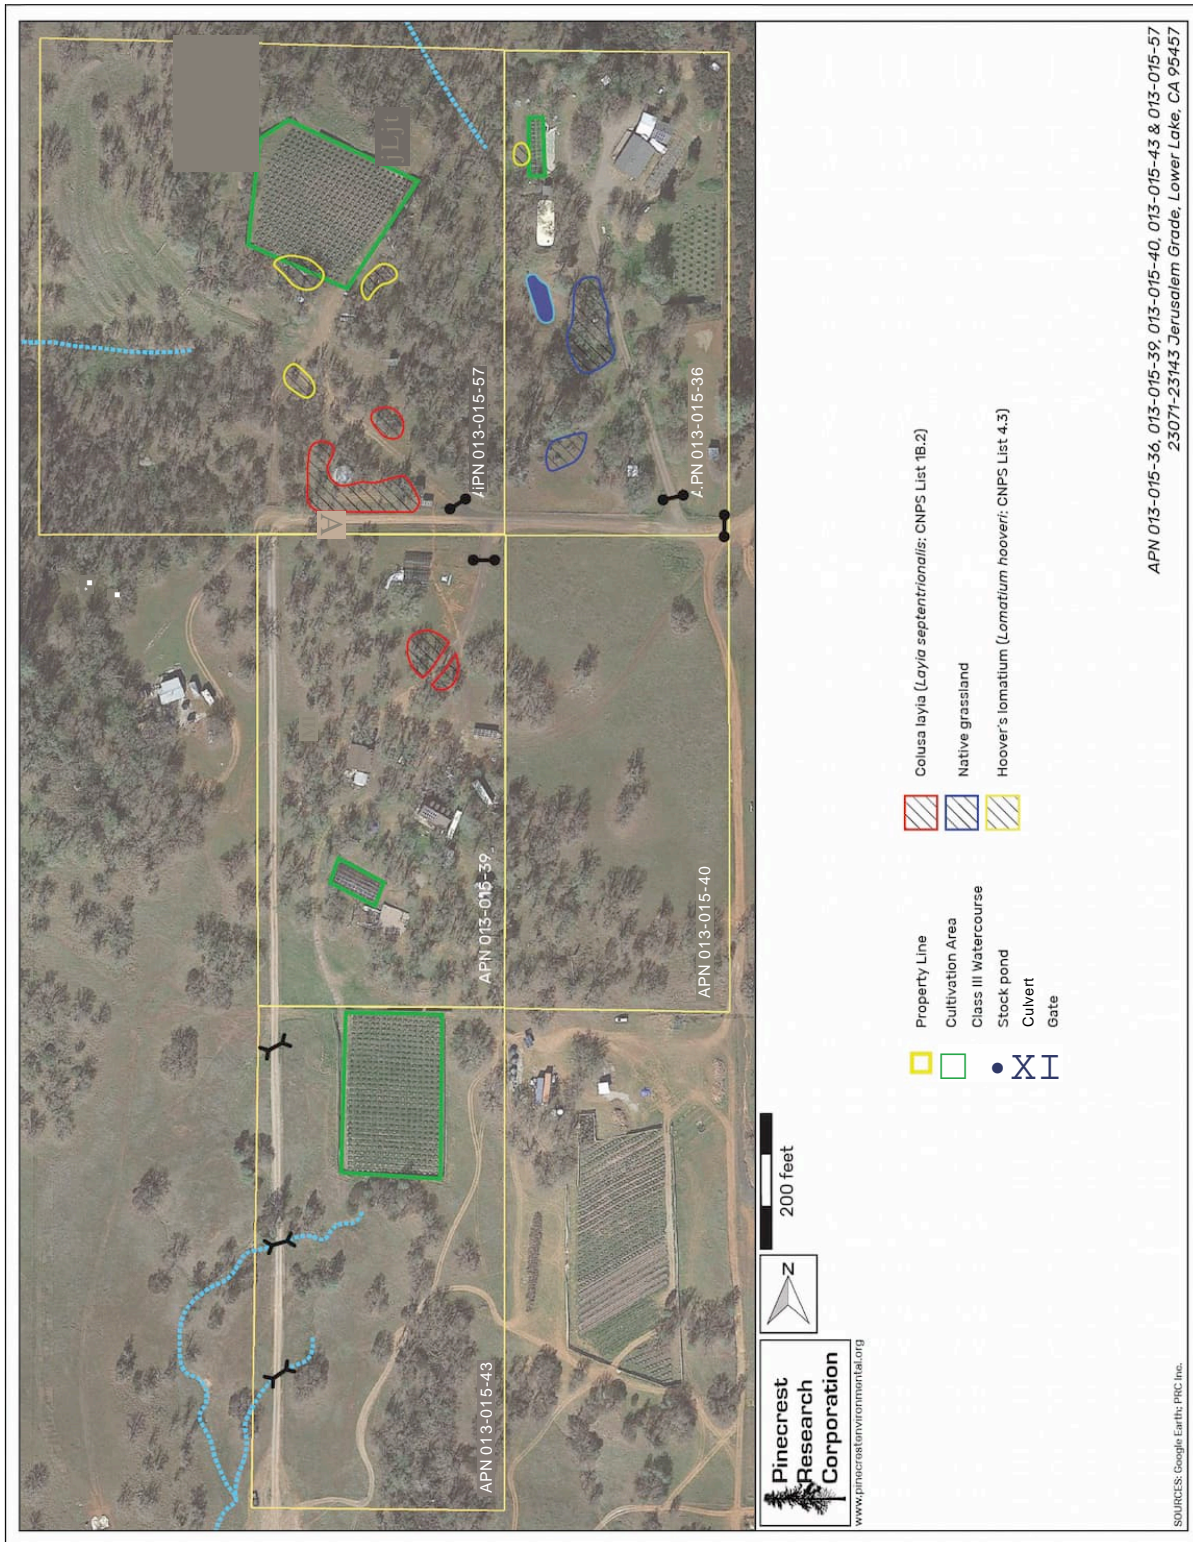 APN 013-015-57
APN 013-015-36
APN 013-015-39
APN 013-015-40
APN 013-015-43
Property Line
Cultivation Area
Class III Watercourse
Stock pond
Culvert
Gate
Colusa layia (Layia septentrionalis; CNPS List 1B.2)
Native grassland
Hoover's lomatium (Lomatium hooveri; CNPS List 4.3)
200 feet
N
Pinecrest
Research
Corporation
www.pinecrestenvironmental.org
APN 013-015-36, 013-015-39, 013-015-40, 013-015-43 & 013-015-57
23071-23143 Jerusalem Grade, Lower Lake, CA 95457
SOURCES: Google Earth; PRC Inc.